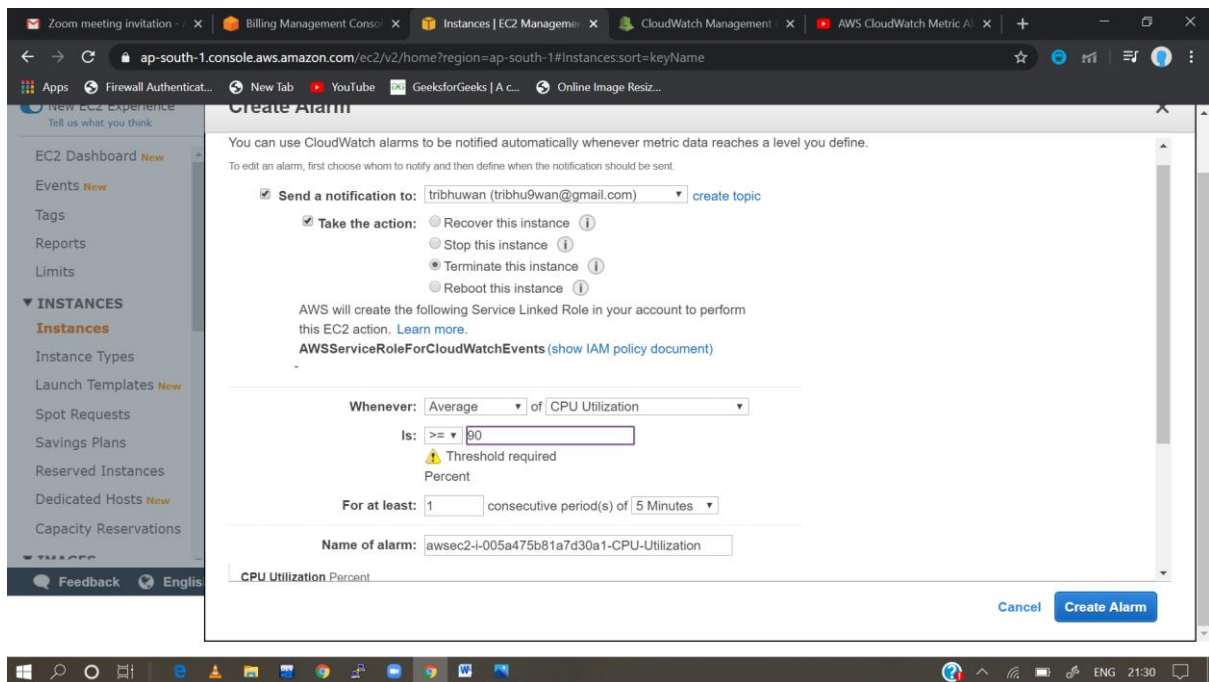 Zoom meeting invitation - 
Billing Management Consol
Instances | EC2 Managemen
CloudWatch Management
AWS CloudWatch Metric Al
ap-south-1.console.aws.amazon.com/ec2/v2/home?region=ap-south-1#Instances:sort=keyName
Apps
Firewall Authenticat...
New Tab
YouTube
GeeksforGeeks | A c...
Online Image Resiz...
New EC2 Experience
Tell us what you think
EC2 Dashboard New
Events New
Tags
Reports
Limits
INSTANCES
Instances
Instance Types
Launch Templates New
Spot Requests
Savings Plans
Reserved Instances
Dedicated Hosts New
Capacity Reservations
IMAGES
Feedback
Englis
Create Alarm
You can use CloudWatch alarms to be notified automatically whenever metric data reaches a level you define.
To edit an alarm, first choose whom to notify and then define when the notification should be sent.
Send a notification to: tribhuwan (tribhu9wan@gmail.com) create topic
Take the action: Recover this instance
Stop this instance
Terminate this instance
Reboot this instance
AWS will create the following Service Linked Role in your account to perform
this EC2 action. Learn more.
AWSServiceRoleForCloudWatchEvents (show IAM policy document)
-
Whenever: Average of CPU Utilization
Is: >= 90
Threshold required
Percent
For at least: 1 consecutive period(s) of 5 Minutes
Name of alarm: awsec2-i-005a475b81a7d30a1-CPU-Utilization
CPU Utilization Percent
Cancel
Create Alarm
ENG 21:30